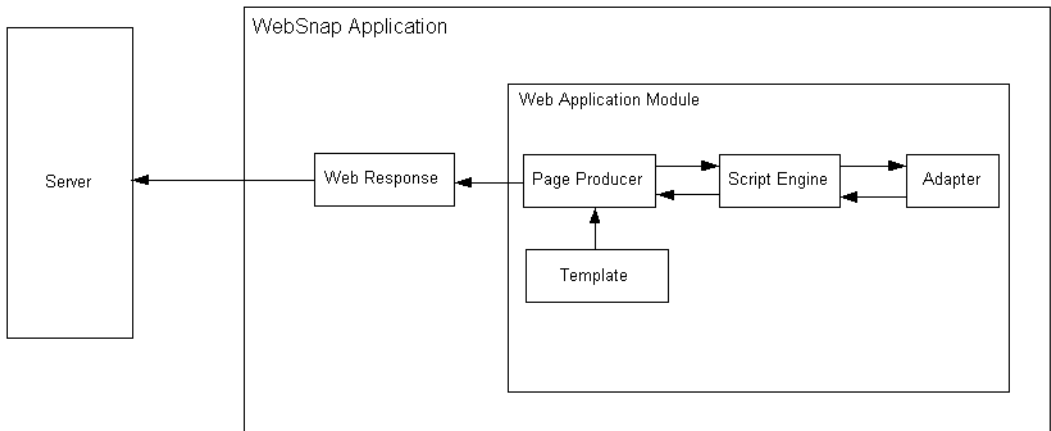 WebSnap Application
Web Application Module
Server
Web Response
Page Producer
Script Engine
Adapter
Template